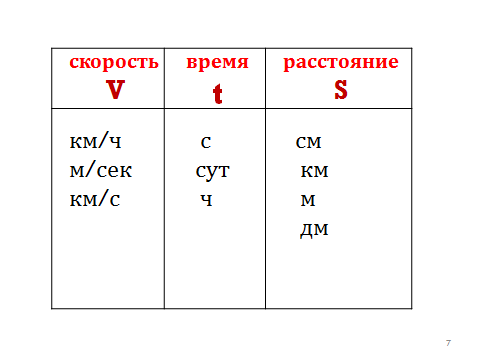 скорость время расстояние
V t S
км/ч с см
м/сек сут км
км/с ч м
дм
7